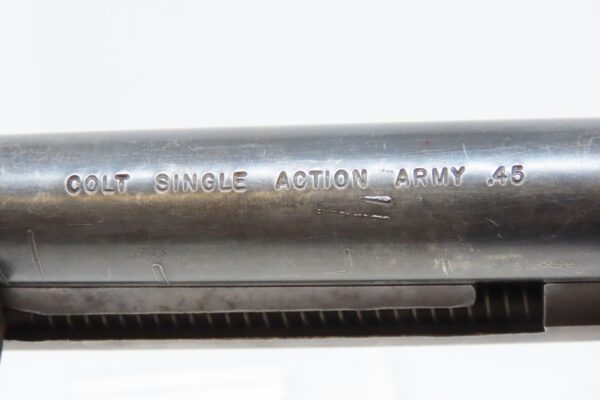 COLT SINGLE ACTION ARMY .45